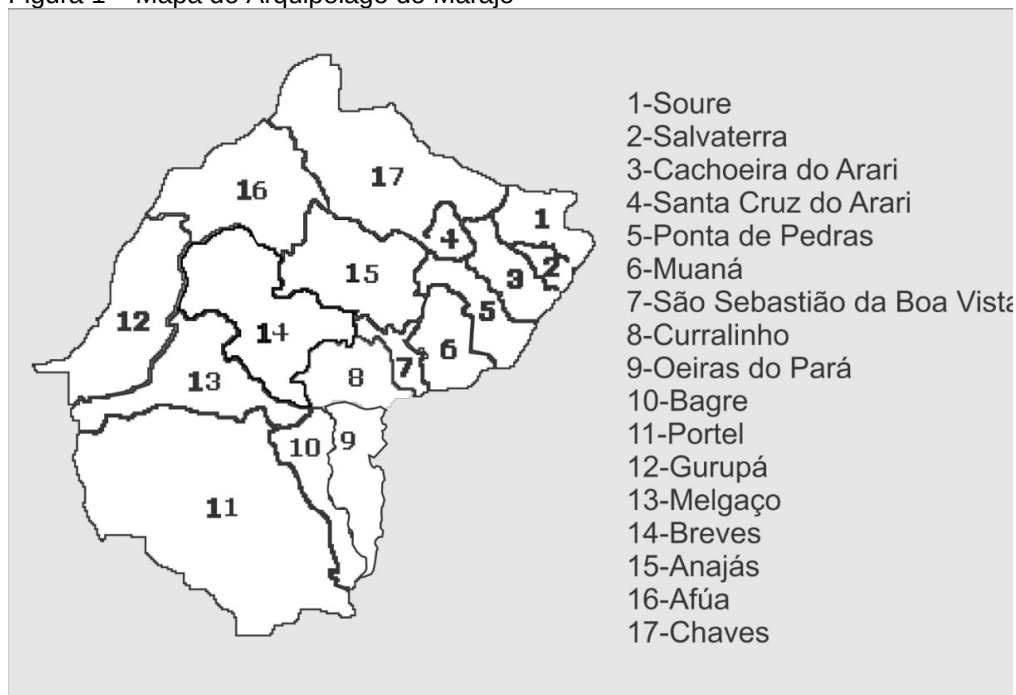 Figura 1 – Mapa do Arquipélago do Marajó
17
16
1
4
2
15
3
5
12
14
6
7
8
13
9
10
11
1-Soure
2-Salvaterra
3-Cachoeira do Arari
4-Santa Cruz do Arari
5-Ponta de Pedras
6-Muaná
7-São Sebastião da Boa Vista
8-Curralinho
9-Oeiras do Pará
10-Bagre
11-Portel
12-Gurupá
13-Melgaço
14-Breves
15-Anajás
16-Afúa
17-Chaves